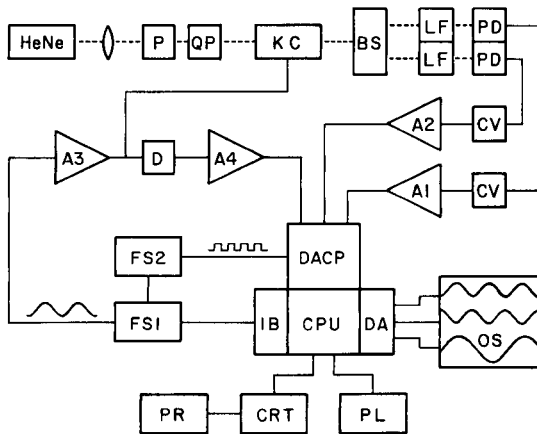 HeNe P QP KC BS LF PD
LF PD
A2 CV
A3 D A4
A1 CV
FS2 DACP
FS1 IB CPU DA OS
PR CRT PL